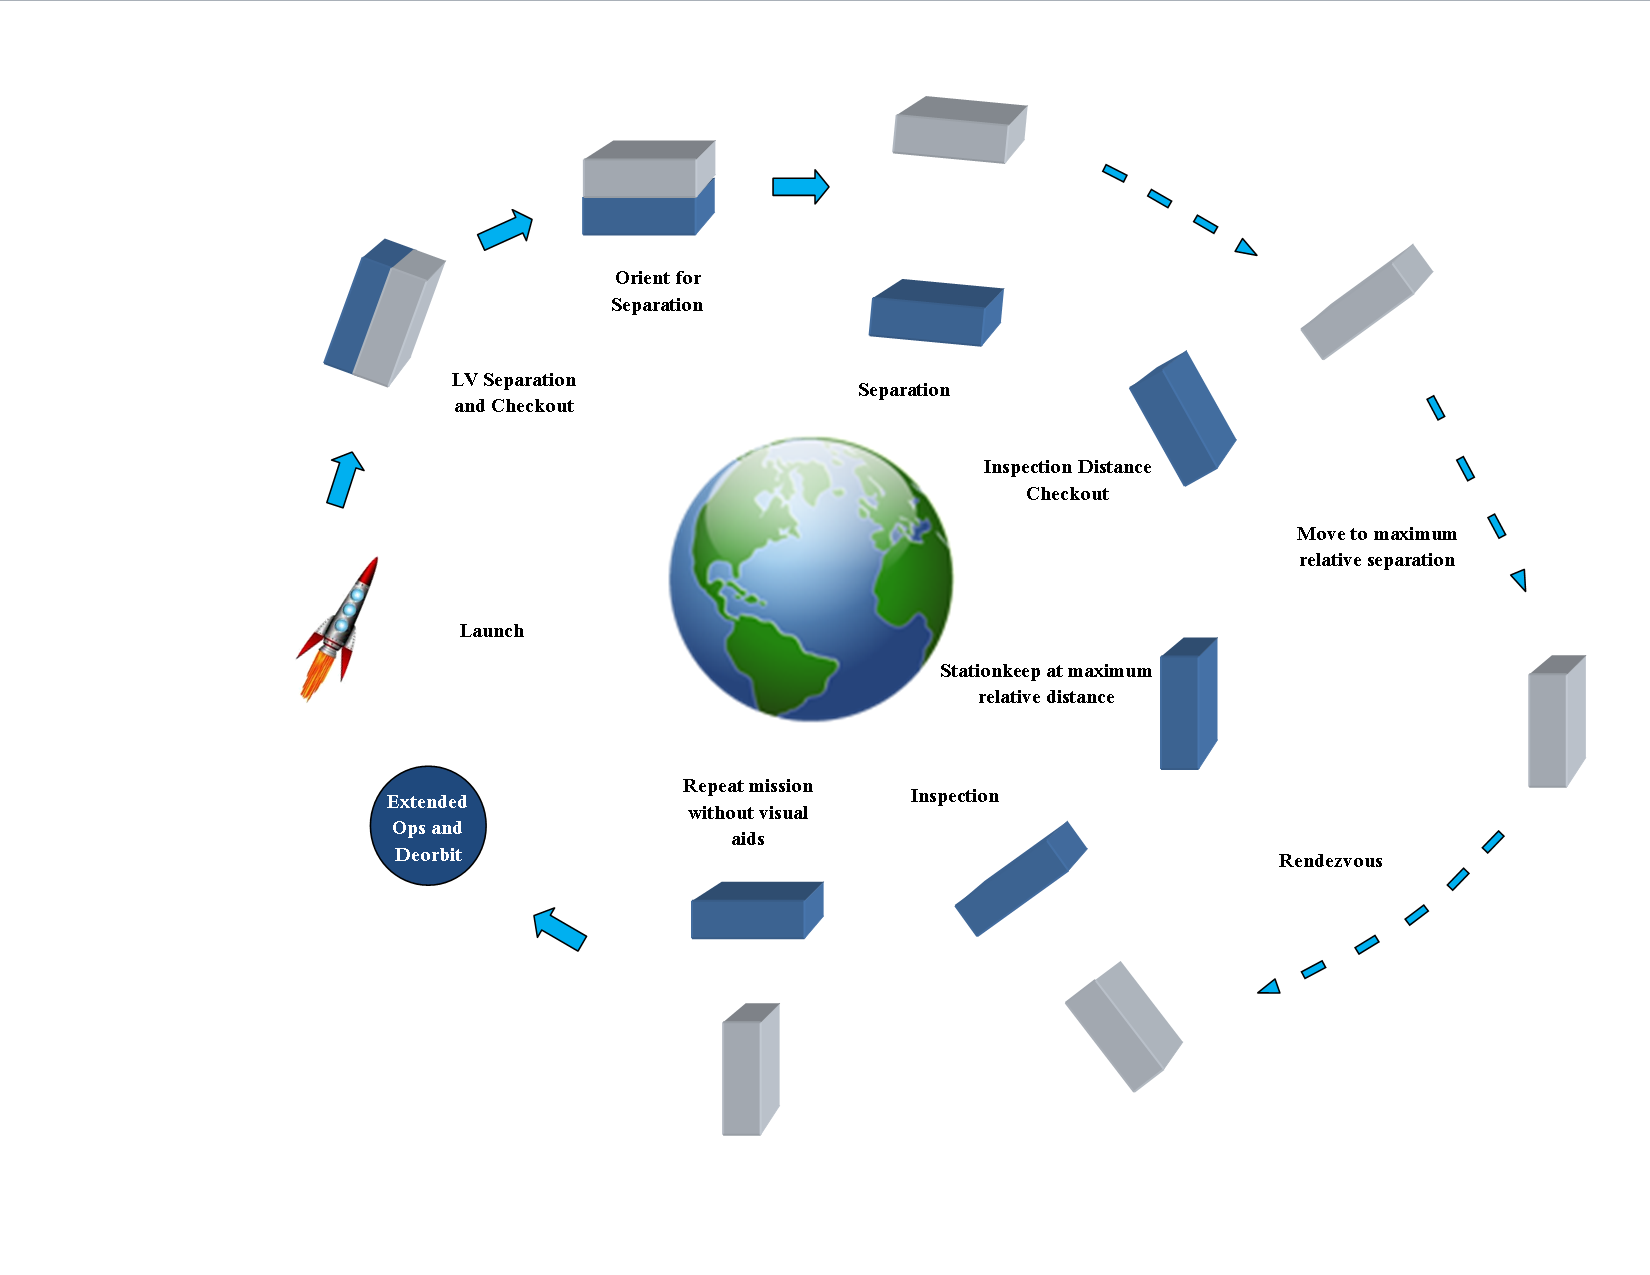 Orient for
Separation
LV Separation
and Checkout
Separation
Inspection Distance
Checkout
Move to maximum
relative separation
Launch
Stationkeep at maximum
relative distance
Repeat mission
without visual
aids
Inspection
Extended
Ops and
Deorbit
Rendezvous